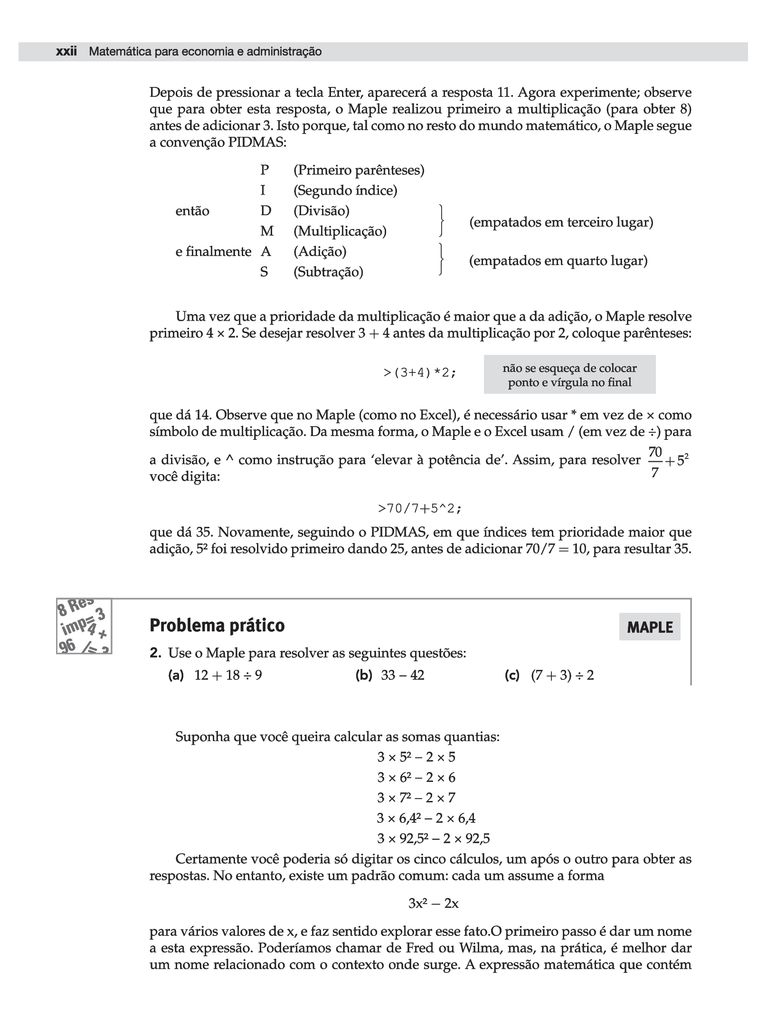 xxii Matemática para economia e administração
Depois de pressionar a tecla Enter, aparecerá a resposta 11. Agora experimente; observe
que para obter esta resposta, o Maple realizou primeiro a multiplicação (para obter 8)
antes de adicionar 3. Isto porque, tal como no resto do mundo matemático, o Maple segue
a convenção PIDMAS:
P (Primeiro parênteses)
I (Segundo índice)
então D (Divisão)
M (Multiplicação)
(empatados em terceiro lugar)
e finalmente A (Adição)
S (Subtração)
(empatados em quarto lugar)
Uma vez que a prioridade da multiplicação é maior que a da adição, o Maple resolve
primeiro 4 × 2. Se desejar resolver 3 + 4 antes da multiplicação por 2, coloque parênteses:
>(3+4)*2;
não se esqueça de colocar
ponto e vírgula no final
que dá 14. Observe que no Maple (como no Excel), é necessário usar * em vez de × como
símbolo de multiplicação. Da mesma forma, o Maple e o Excel usam / (em vez de ÷) para
a divisão, e ^ como instrução para ‘elevar à potência de’. Assim, para resolver 70/7 + 5²
você digita:
>70/7+5^2;
que dá 35. Novamente, seguindo o PIDMAS, em que índices tem prioridade maior que
adição, 5² foi resolvido primeiro dando 25, antes de adicionar 70/7 = 10, para resultar 35.
8 Res
imp= 3
4 +
96 /= 3
Problema prático
MAPLE
2. Use o Maple para resolver as seguintes questões:
(a) 12 + 18 ÷ 9 (b) 33 – 42 (c) (7 + 3) ÷ 2
Suponha que você queira calcular as somas quantias:
3 × 5² – 2 × 5
3 × 6² – 2 × 6
3 × 7² – 2 × 7
3 × 6,4² – 2 × 6,4
3 × 92,5² – 2 × 92,5
Certamente você poderia só digitar os cinco cálculos, um após o outro para obter as
respostas. No entanto, existe um padrão comum: cada um assume a forma
3x² – 2x
para vários valores de x, e faz sentido explorar esse fato.O primeiro passo é dar um nome
a esta expressão. Poderíamos chamar de Fred ou Wilma, mas, na prática, é melhor dar
um nome relacionado com o contexto onde surge. A expressão matemática que contém